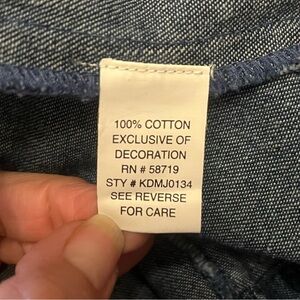 100% COTTON
EXCLUSIVE OF
DECORATION
RN # 58719
STY # KDMJ0134
SEE REVERSE
FOR CARE